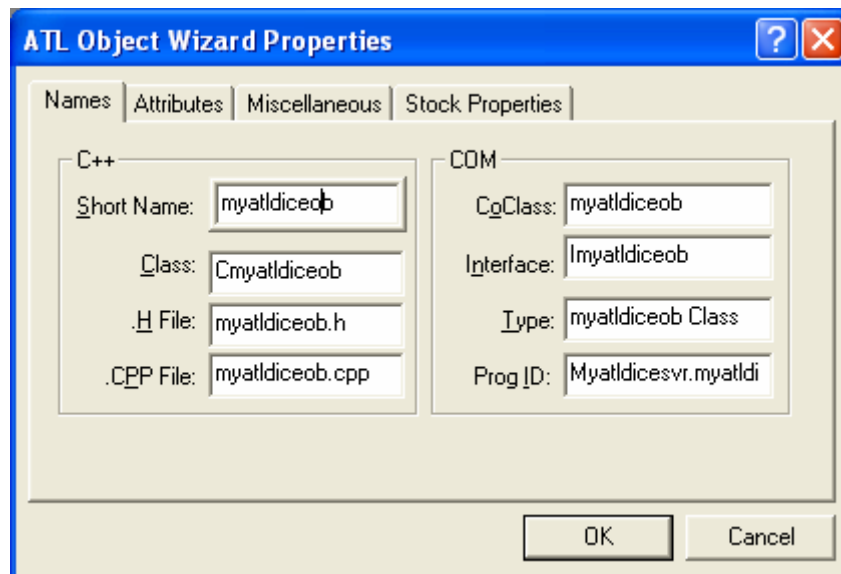 ATL Object Wizard Properties
Names Attributes Miscellaneous Stock Properties
C++
Short Name: myatldiceob
Class: Cmyatldiceob
.H File: myatldiceob.h
.CPP File: myatldiceob.cpp
COM
CoClass: myatldiceob
Interface: Imyatldiceob
Type: myatldiceob Class
Prog ID: Myatldicesvr.myatldi
OK Cancel